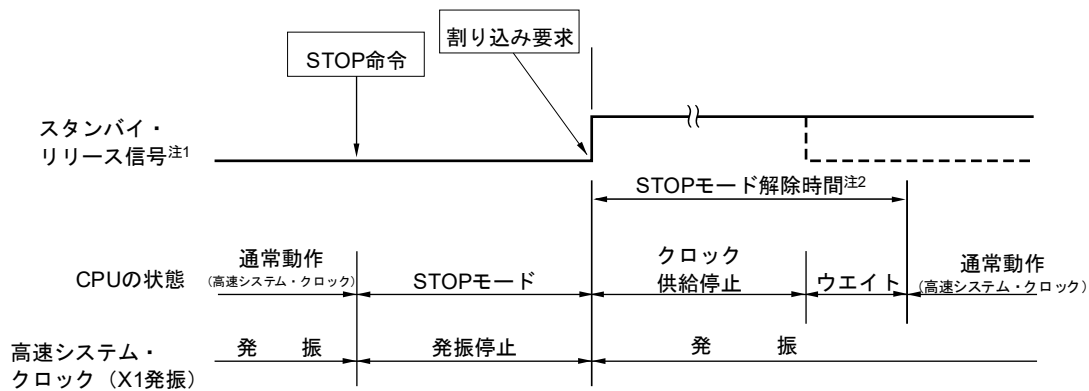 割り込み要求
STOP命令
スタンバイ・
リリース信号注1
STOPモード解除時間注2
CPUの状態
通常動作
（高速システム・クロック）
STOPモード
クロック
供給停止
ウエイト
通常動作
（高速システム・クロック）
高速システム・
クロック（X1発振）
発　振
発振停止
発　振